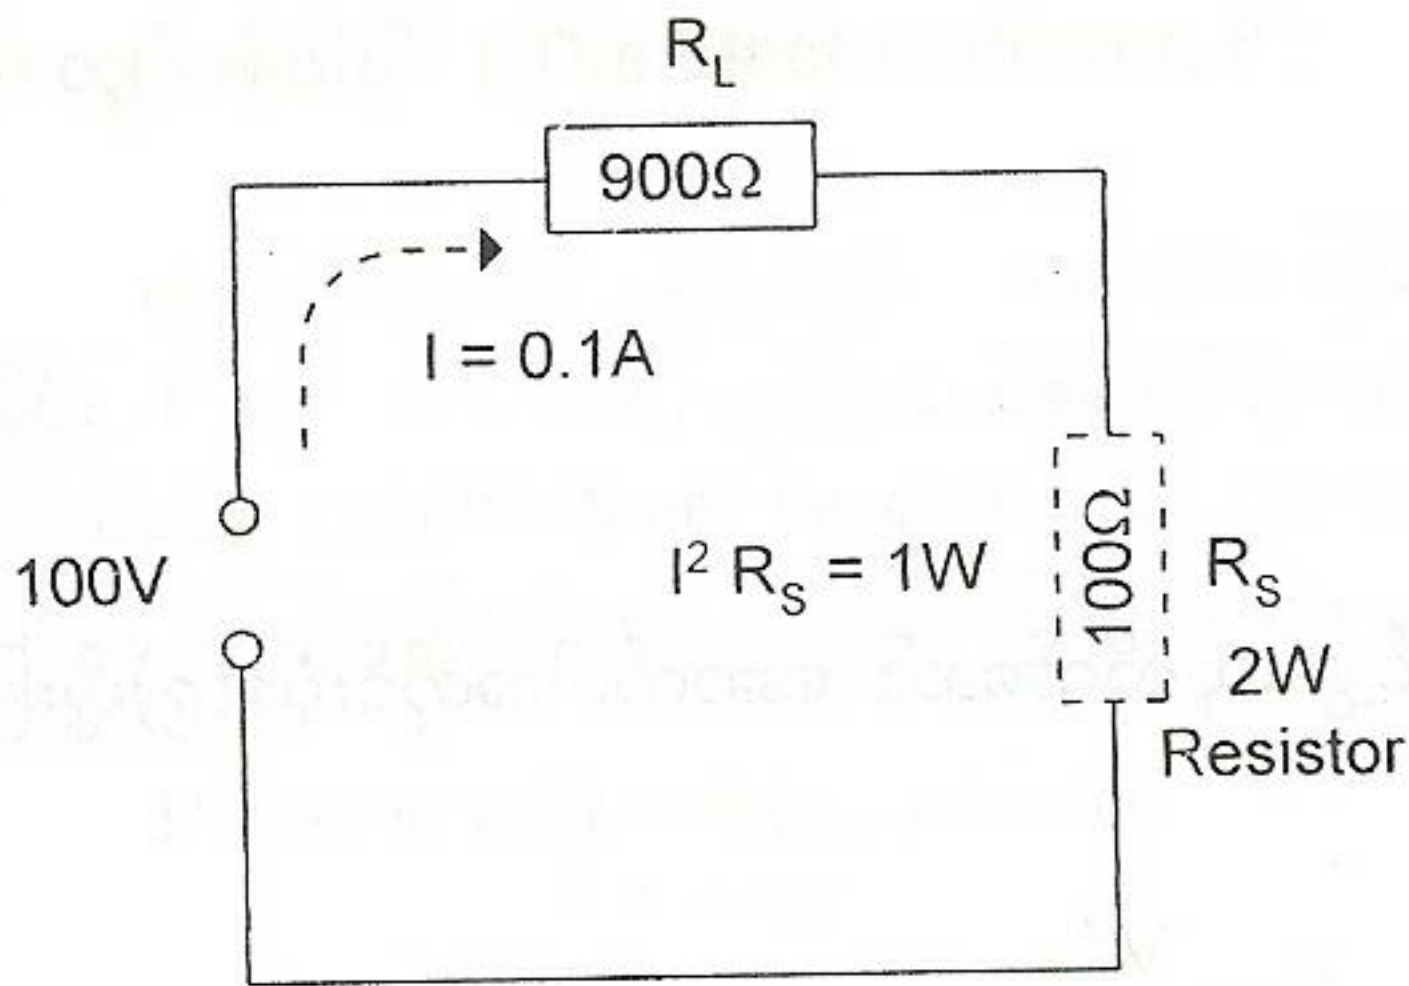 R_L
900Ω
I = 0.1A
100V
I² R_S = 1W
100Ω
R_S
2W
Resistor